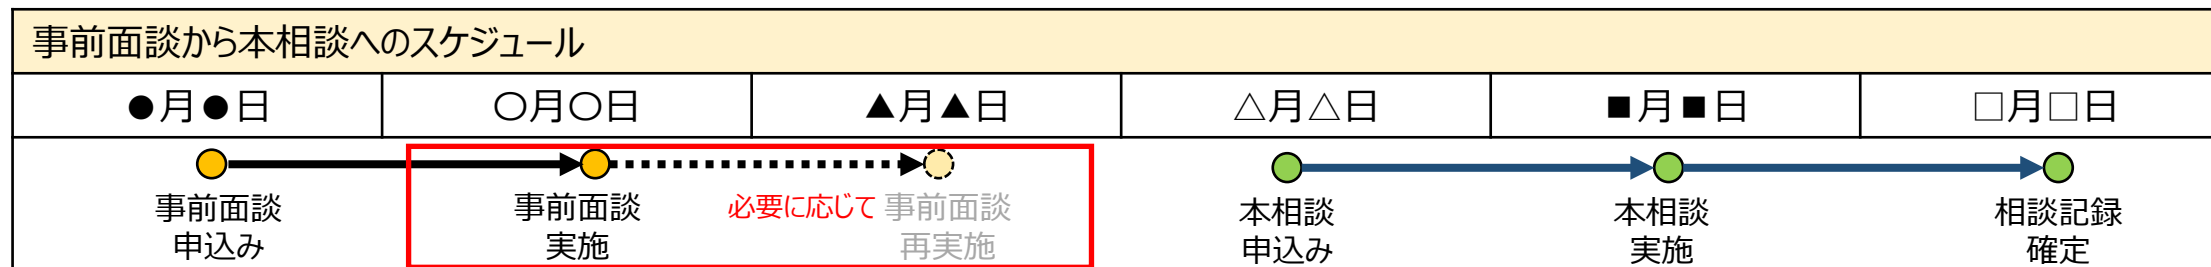 事前面談から本相談へのスケジュール
●月●日
〇月〇日
▲月▲日
△月△日
■月■日
□月□日
事前面談
申込み
事前面談
実施
必要に応じて
事前面談
再実施
本相談
申込み
本相談
実施
相談記録
確定